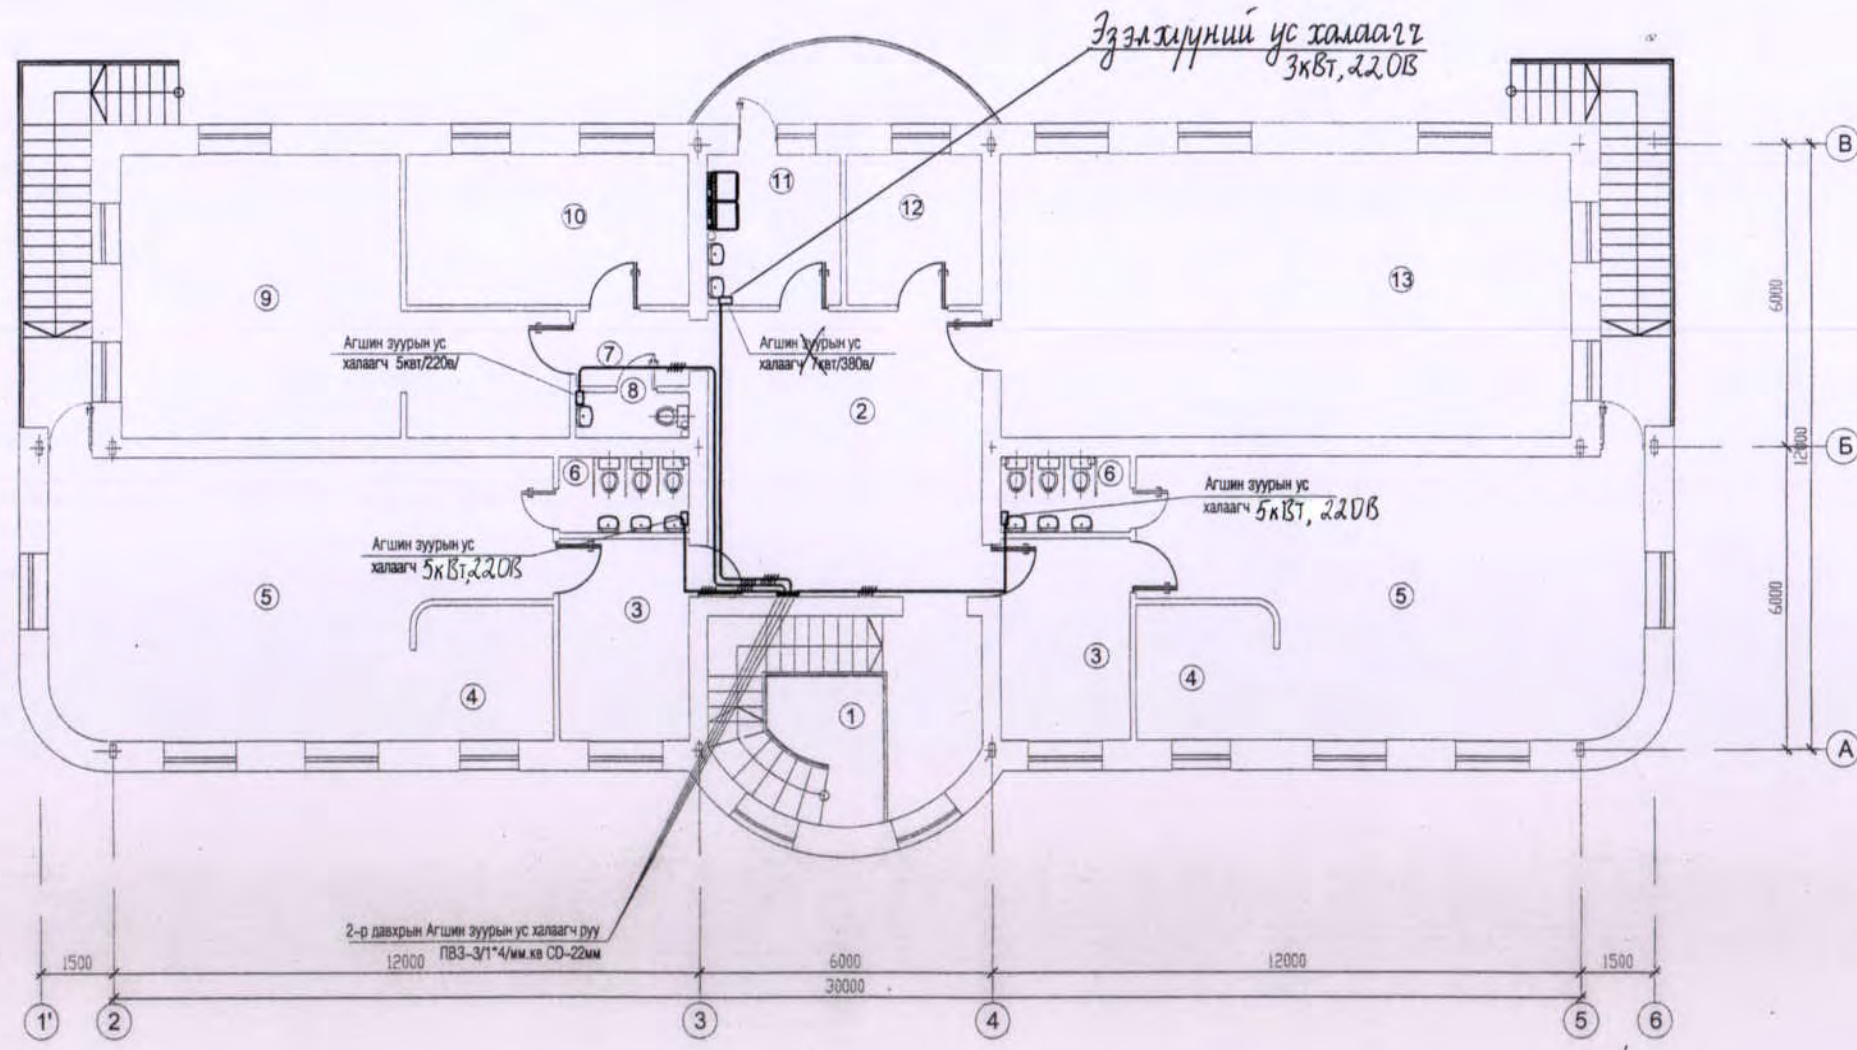 Эзэлхүүний ус халаагч
3кВт, 220В
В
11
12
10
13
9
6000
Агшин зуурын ус
халаагч 5квт/220в/
Агшин зуурын ус
халаагч 7квт/380в/
7
8
2
Б
12000
6
6
Агшин зуурын ус
халаагч 5кВт, 220В
Агшин зуурын ус
халаагч 5кВт, 220В
5
3
5
6000
3
4
4
1
А
2-р давхрын Агшин зуурын ус халаагч руу
ПВ3-3/1*4/мм.кв СО-22мм
1500
12000
6000
12000
1500
30000
1'
2
3
4
5
6